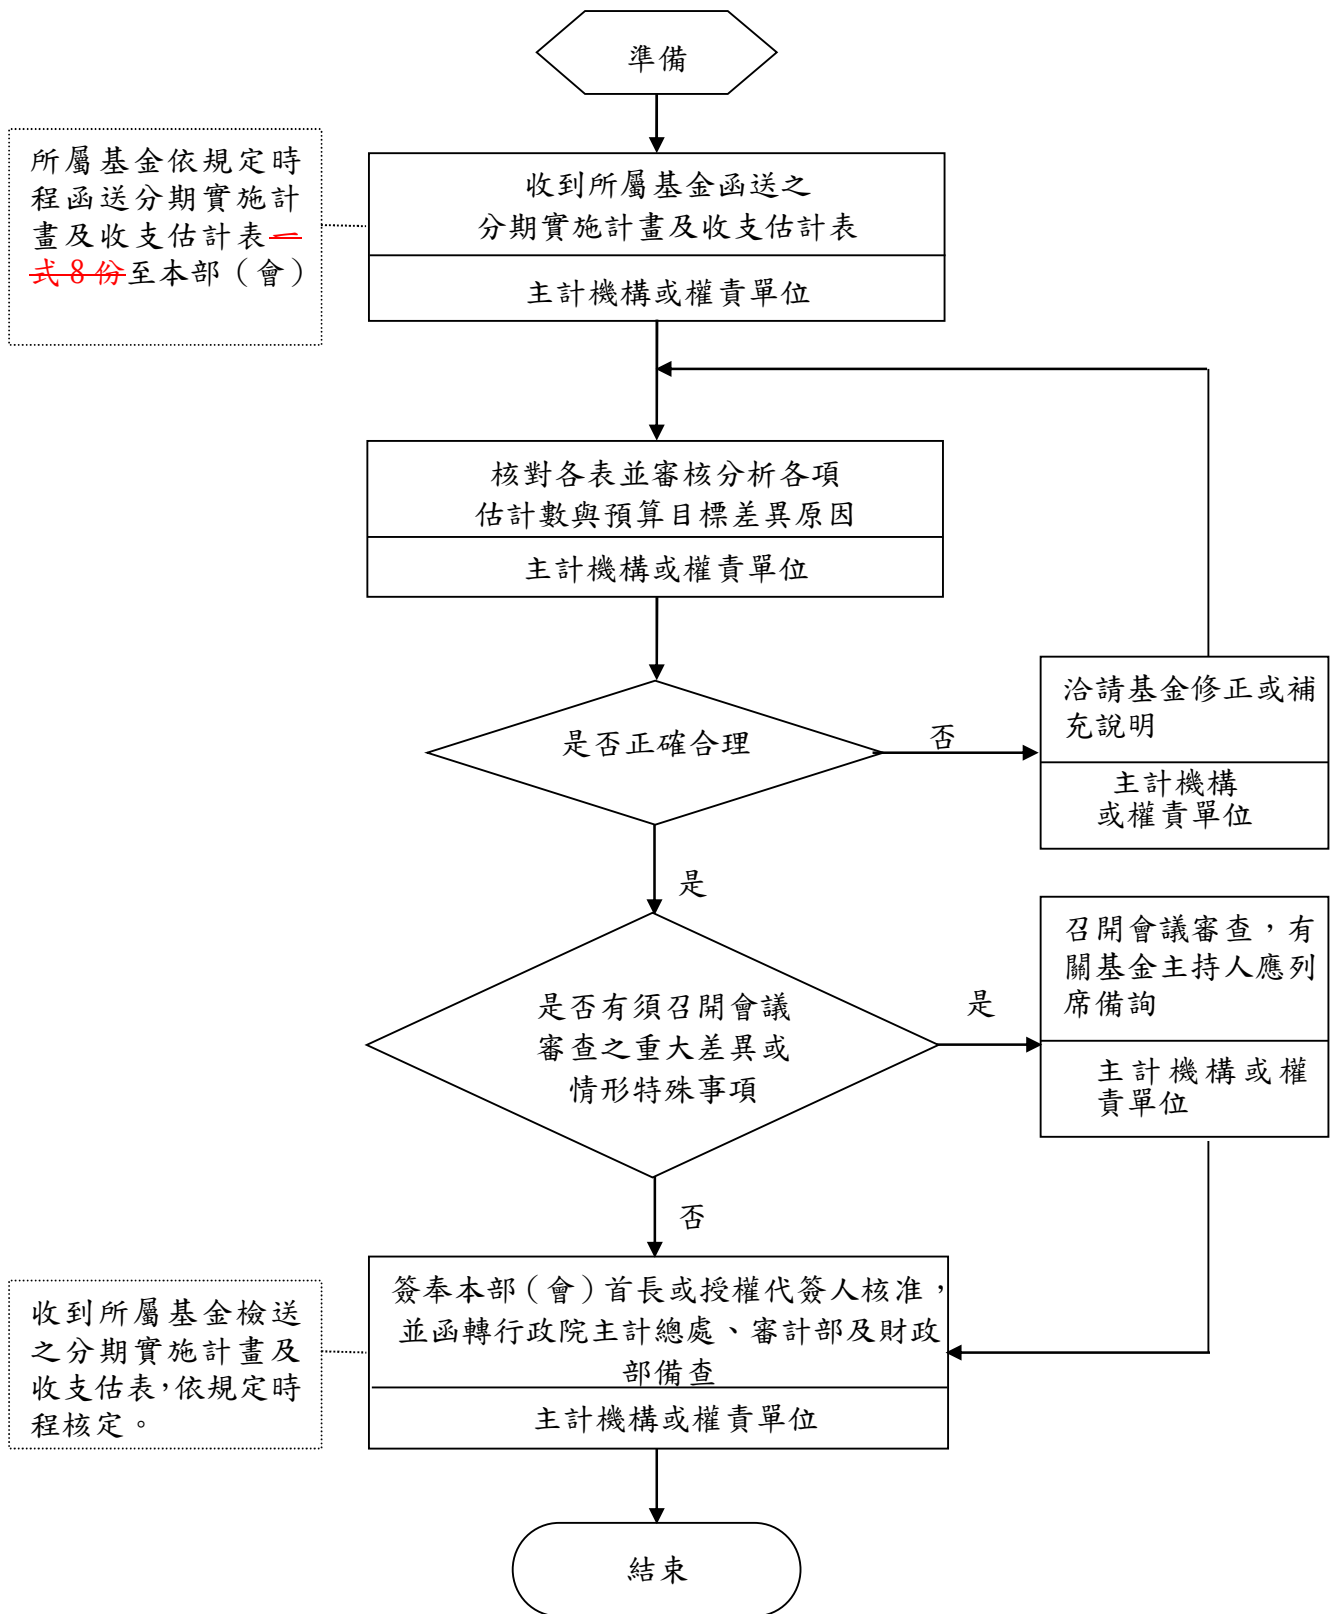 準備
所屬基金依規定時
程函送分期實施計
畫及收支估計表一
式8份至本部（會）
收到所屬基金函送之
分期實施計畫及收支估計表
主計機構或權責單位
核對各表並審核分析各項
估計數與預算目標差異原因
主計機構或權責單位
是否正確合理
否
洽請基金修正或補
充說明
主計機構
或權責單位
是
是否有須召開會議
審查之重大差異或
情形特殊事項
是
召開會議審查，有
關基金主持人應列
席備詢
主計機構或權
責單位
否
簽奉本部（會）首長或授權代簽人核准，
並函轉行政院主計總處、審計部及財政
部備查
主計機構或權責單位
收到所屬基金檢送
之分期實施計畫及
收支估表，依規定時
程核定。
結束